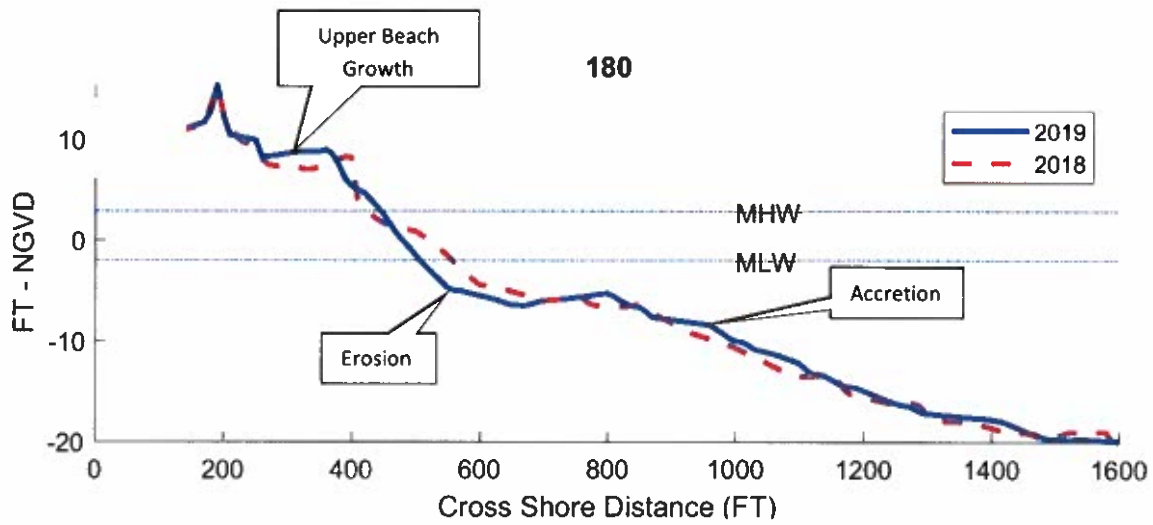 Upper Beach
Growth
180
2019
2018
10
MHW
0
MLW
Accretion
-10
Erosion
-20
FT - NGVD
0 200 400 600 800 1000 1200 1400 1600
Cross Shore Distance (FT)